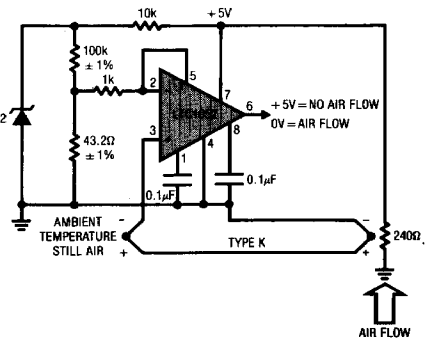 10k
+5V
100k
± 1%
1k
2
5
7
6
+5V = NO AIR FLOW
0V = AIR FLOW
2
3
8
43.2Ω
± 1%
1
4
0.1µF
0.1µF
AMBIENT
TEMPERATURE
STILL AIR
-
+
TYPE K
-
+
240Ω
AIR FLOW